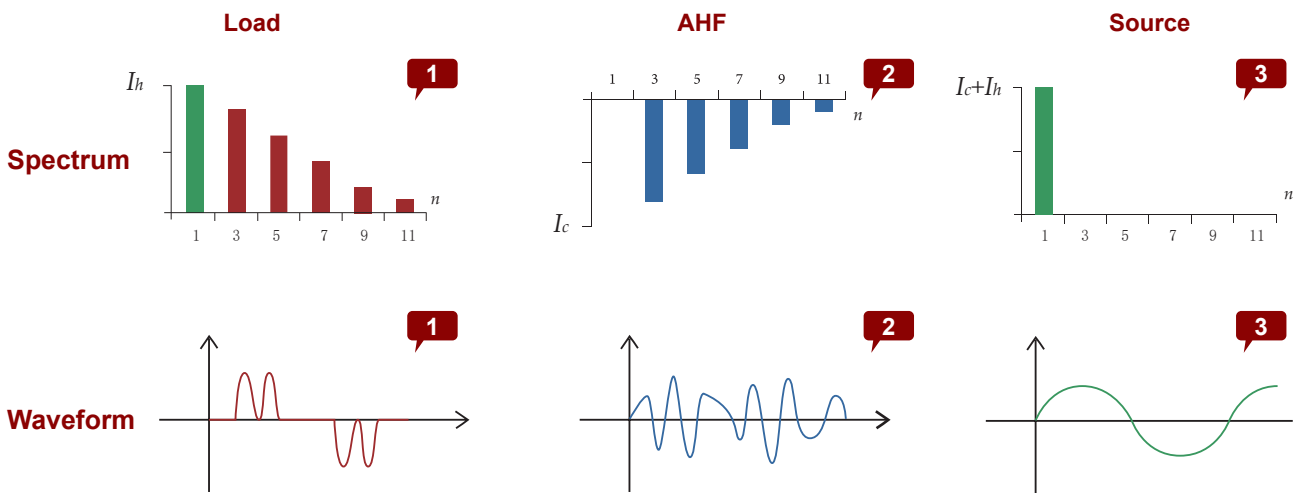 Load
AHF
Source
Spectrum
1
Ih
n
1 3 5 7 9 11
2
1 3 5 7 9 11
n
Ic
3
Ic+Ih
n
1 3 5 7 9 11
Waveform
1
2
3